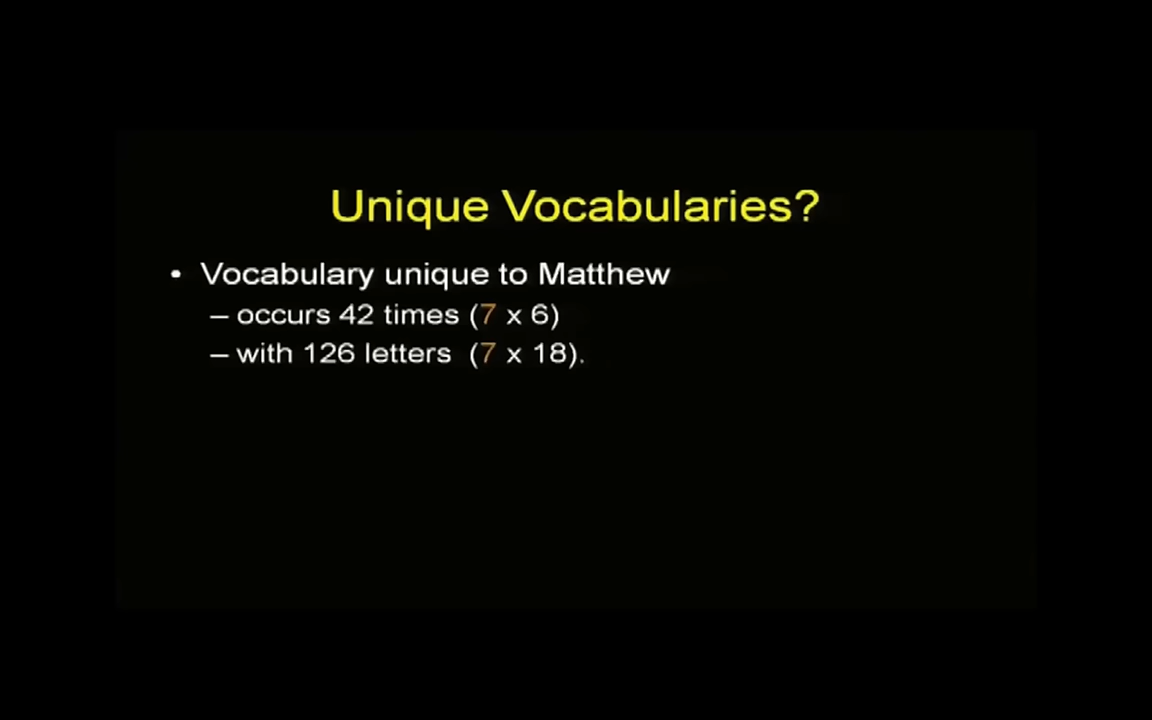 Unique Vocabularies?
• Vocabulary unique to Matthew
– occurs 42 times (7 x 6)
– with 126 letters (7 x 18).